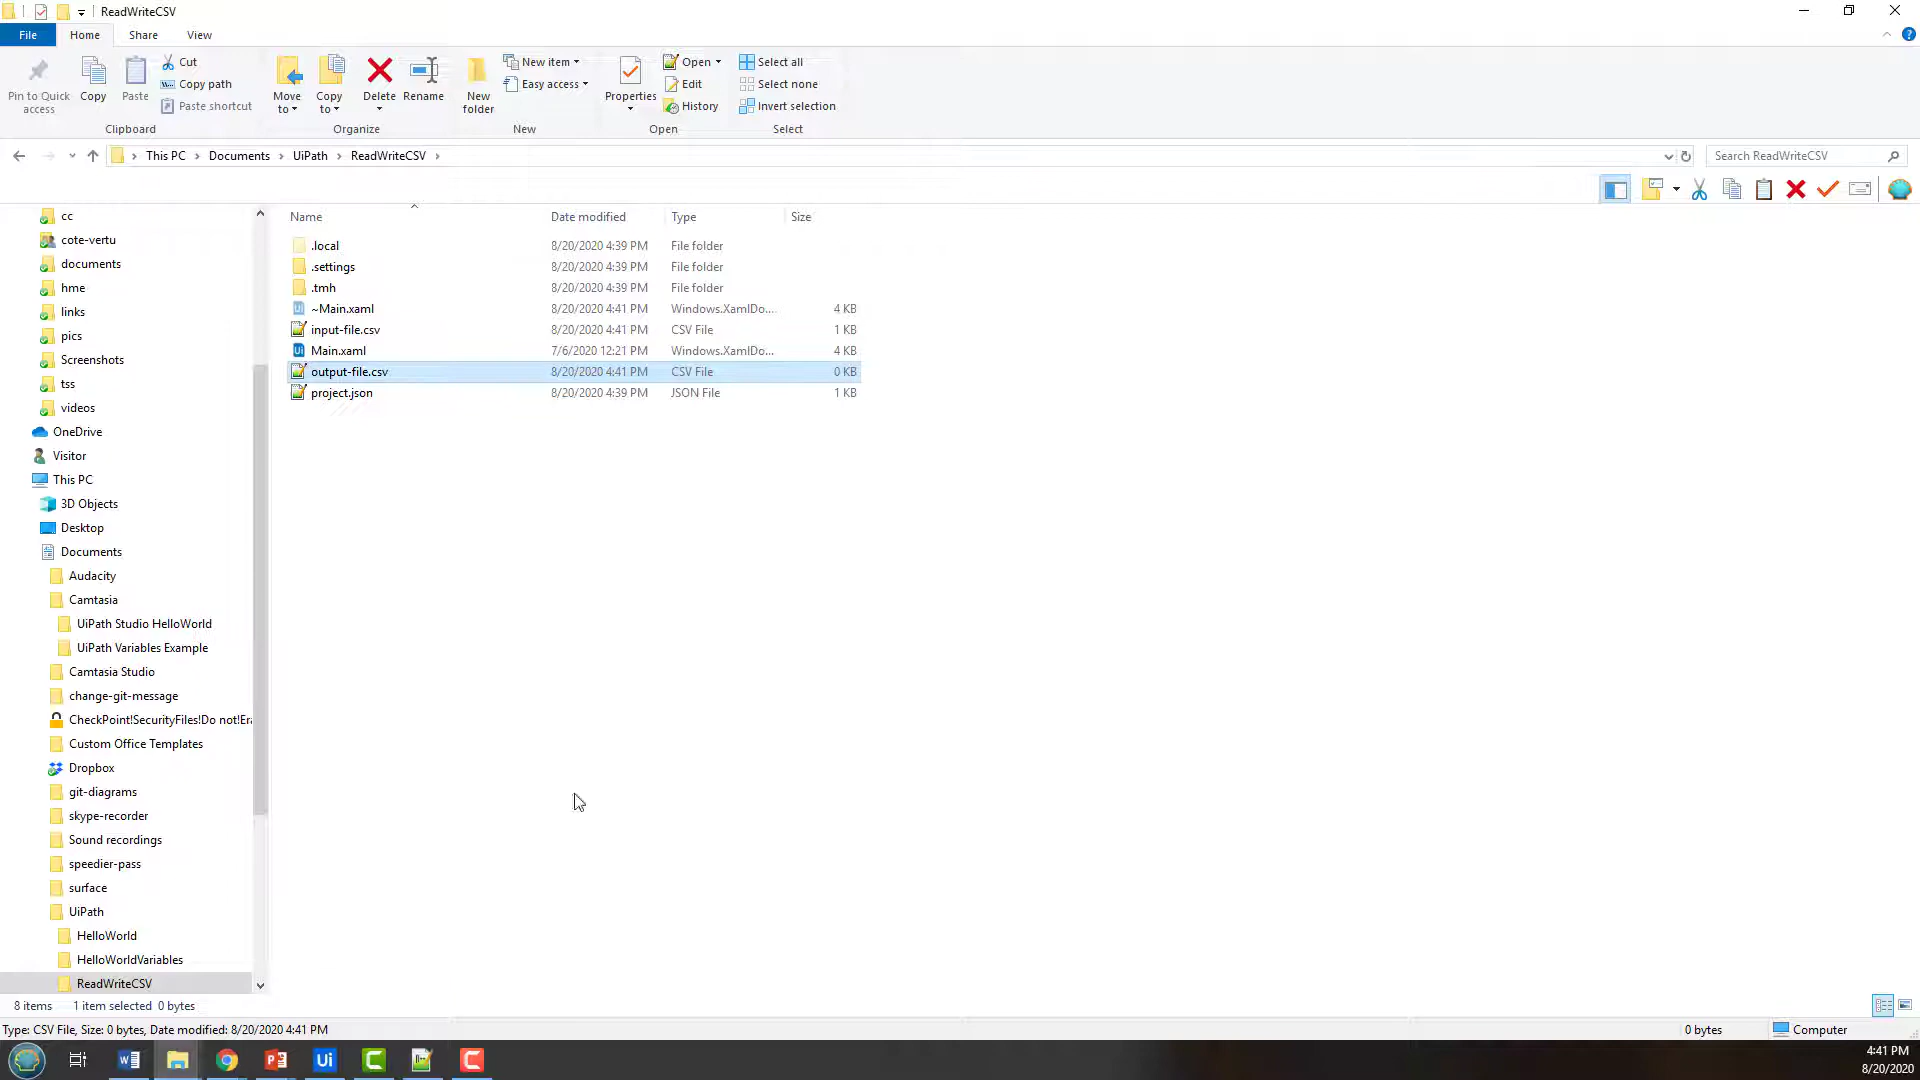 ReadWriteCSV
File Home Share View
Pin to Quick access
Copy
Paste
Cut
Copy path
Paste shortcut
Clipboard
Move to
Copy to
Delete
Rename
Organize
New folder
New item
Easy access
New
Properties
Open
Edit
History
Open
Select all
Select none
Invert selection
Select
This PC Documents UiPath ReadWriteCSV
Search ReadWriteCSV
cc
cote-vertu
documents
hme
links
pics
Screenshots
tss
videos
OneDrive
Visitor
This PC
3D Objects
Desktop
Documents
Audacity
Camtasia
UiPath Studio HelloWorld
UiPath Variables Example
Camtasia Studio
change-git-message
CheckPoint!SecurityFiles!Do not!Era
Custom Office Templates
Dropbox
git-diagrams
skype-recorder
Sound recordings
speedier-pass
surface
UiPath
HelloWorld
HelloWorldVariables
ReadWriteCSV
Name Date modified Type Size
.local 8/20/2020 4:39 PM File folder
.settings 8/20/2020 4:39 PM File folder
.tmh 8/20/2020 4:39 PM File folder
~Main.xaml 8/20/2020 4:41 PM Windows.XamlDo... 4 KB
input-file.csv 8/20/2020 4:41 PM CSV File 1 KB
Main.xaml 7/6/2020 12:21 PM Windows.XamlDo... 4 KB
output-file.csv 8/20/2020 4:41 PM CSV File 0 KB
project.json 8/20/2020 4:39 PM JSON File 1 KB
8 items 1 item selected 0 bytes
Type: CSV File, Size: 0 bytes, Date modified: 8/20/2020 4:41 PM 0 bytes Computer
4:41 PM
8/20/2020